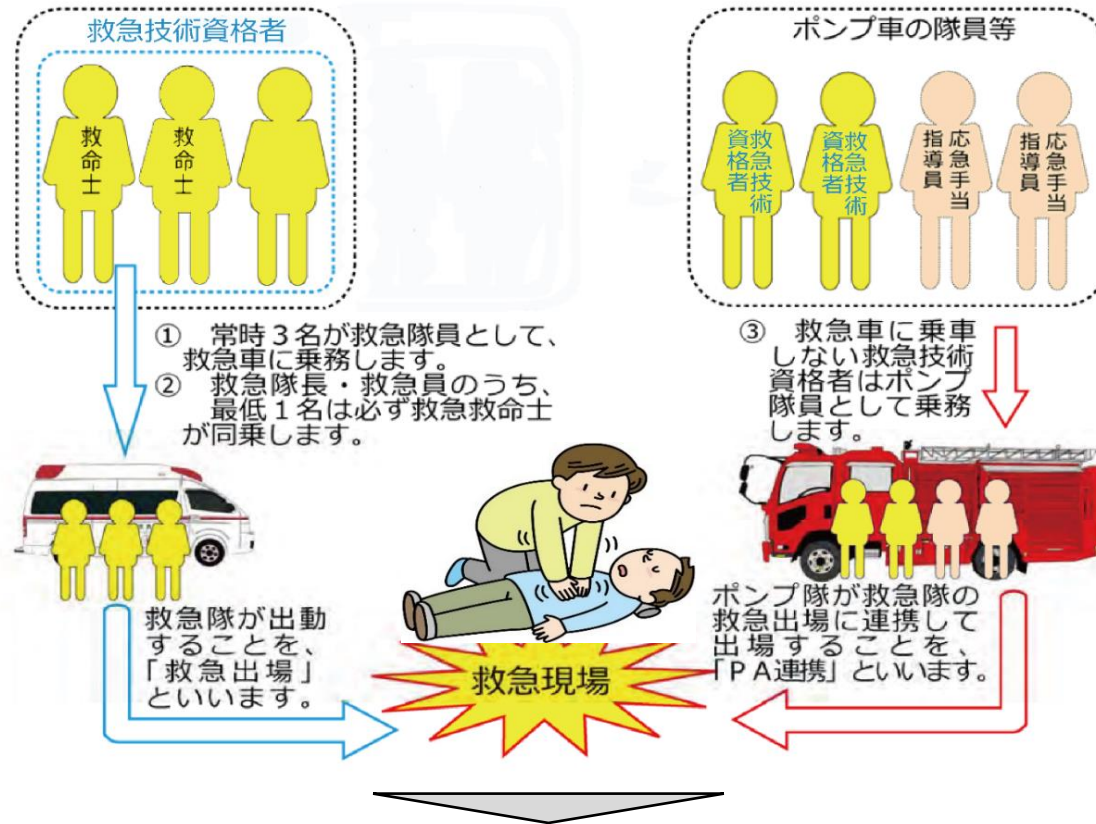 救急技術資格者
救命士
救命士
ポンプ車の隊員等
救急技術
資格者
救急技術
資格者
応急手当
指導員
応急手当
指導員
① 常時3名が救急隊員として、
救急車に乗務します。
② 救急隊長・救急員のうち、
最低1名は必ず救急救命士
が同乗します。
③ 救急車に乗車
しない救急技術
資格者はポンプ
隊員として乗務
します。
救急隊が出動
することを、
「救急出場」
といいます。
救急現場
ポンプ隊が救急隊の
救急出場に連携して
出場することを、
「PA連携」といいます。